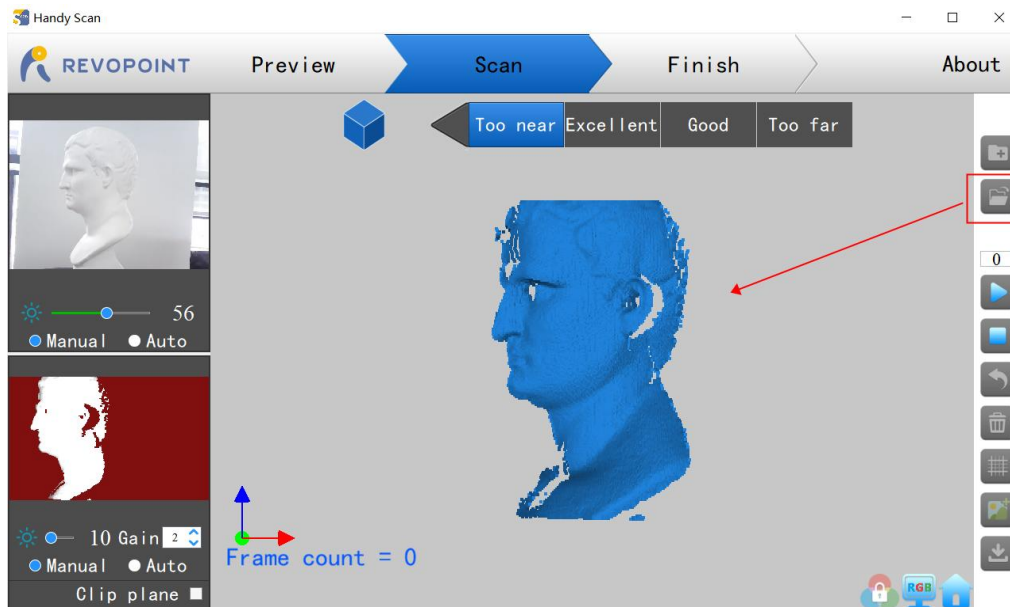 Handy Scan
REVOPOINT
Preview
Scan
Finish
About
Too near
Excellent
Good
Too far
56
Manual
Auto
0
10 Gain 2
Manual
Auto
Clip plane
Frame count = 0
RGB